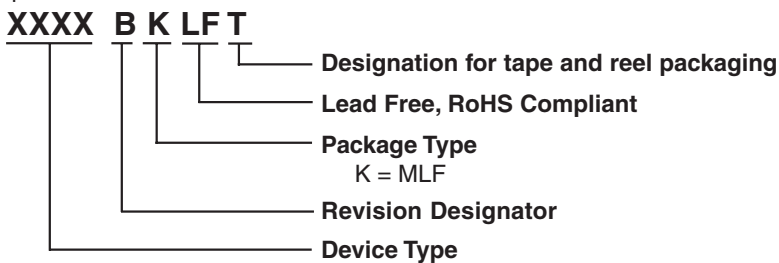 XXXX B K LF T
Designation for tape and reel packaging
Lead Free, RoHS Compliant
Package Type
K = MLF
Revision Designator
Device Type